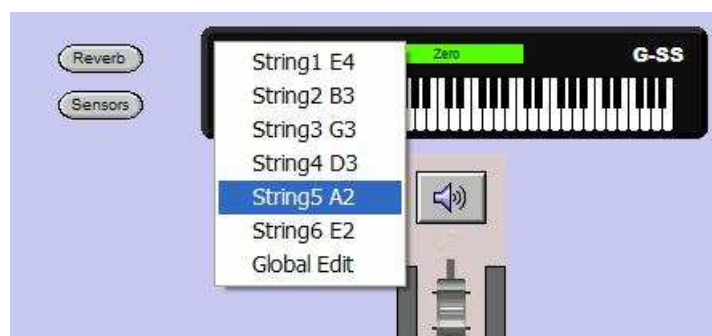 Reverb
Sensors
Zero
G-SS
String1 E4
String2 B3
String3 G3
String4 D3
String5 A2
String6 E2
Global Edit